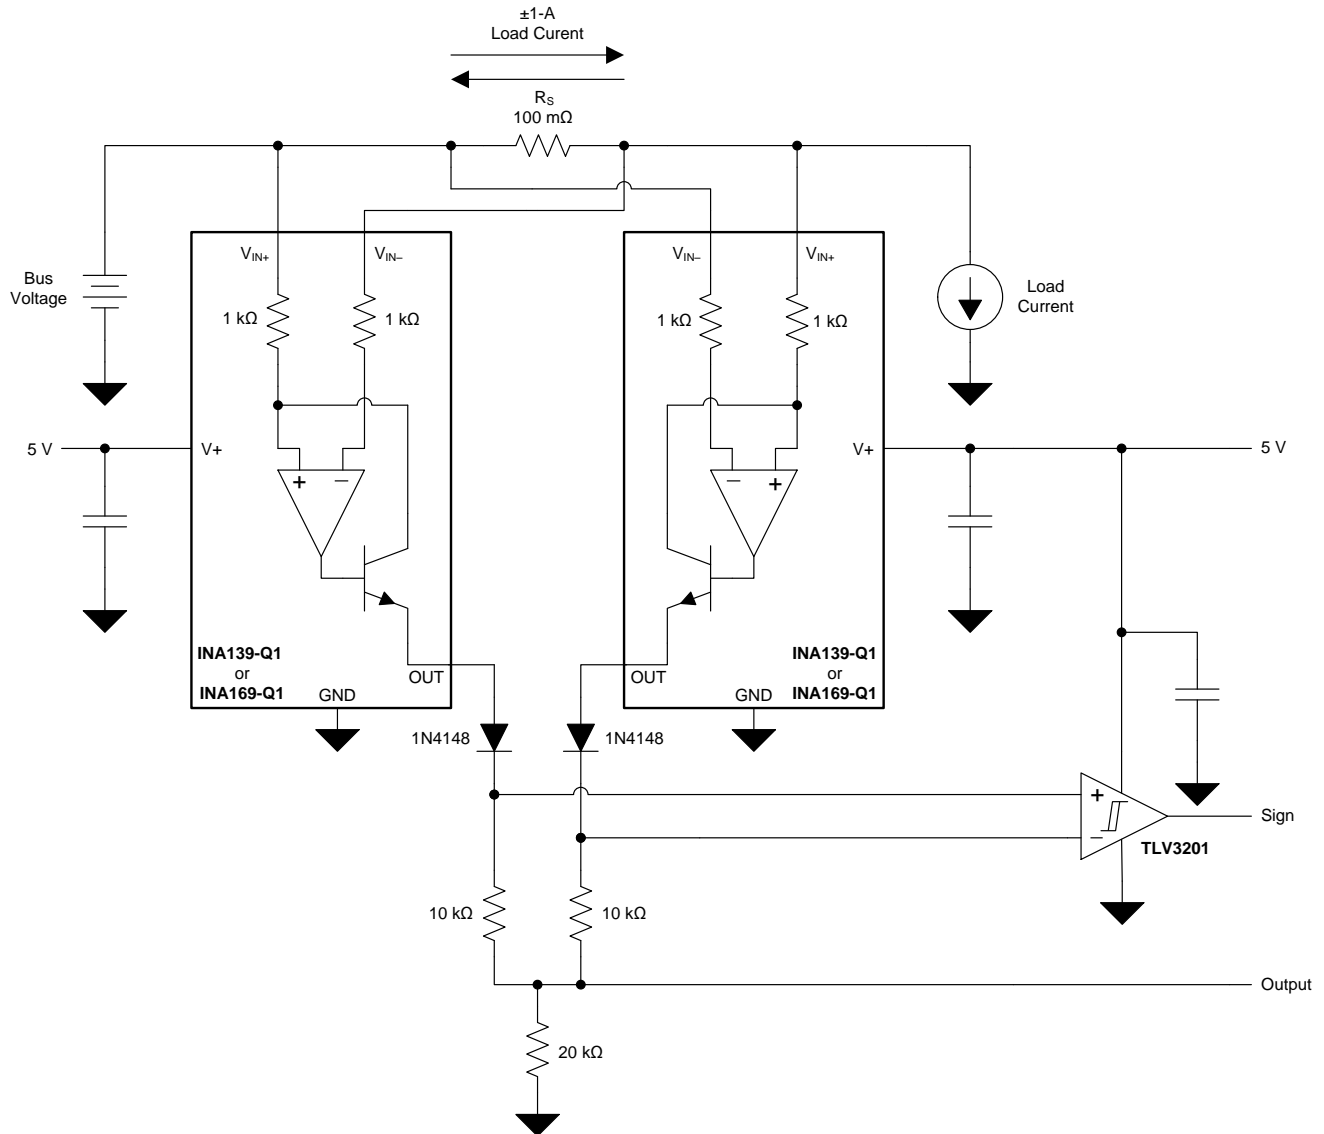 ±1-A
Load Curent
RS
100 mΩ
VIN+
VIN–
VIN–
VIN+
Bus
Voltage
1 kΩ
1 kΩ
1 kΩ
1 kΩ
Load
Current
5 V
V+
V+
5 V
+
–
–
+
INA139-Q1
or
INA169-Q1
GND
OUT
OUT
GND
INA139-Q1
or
INA169-Q1
1N4148
1N4148
+
–
TLV3201
Sign
10 kΩ
10 kΩ
Output
20 kΩ